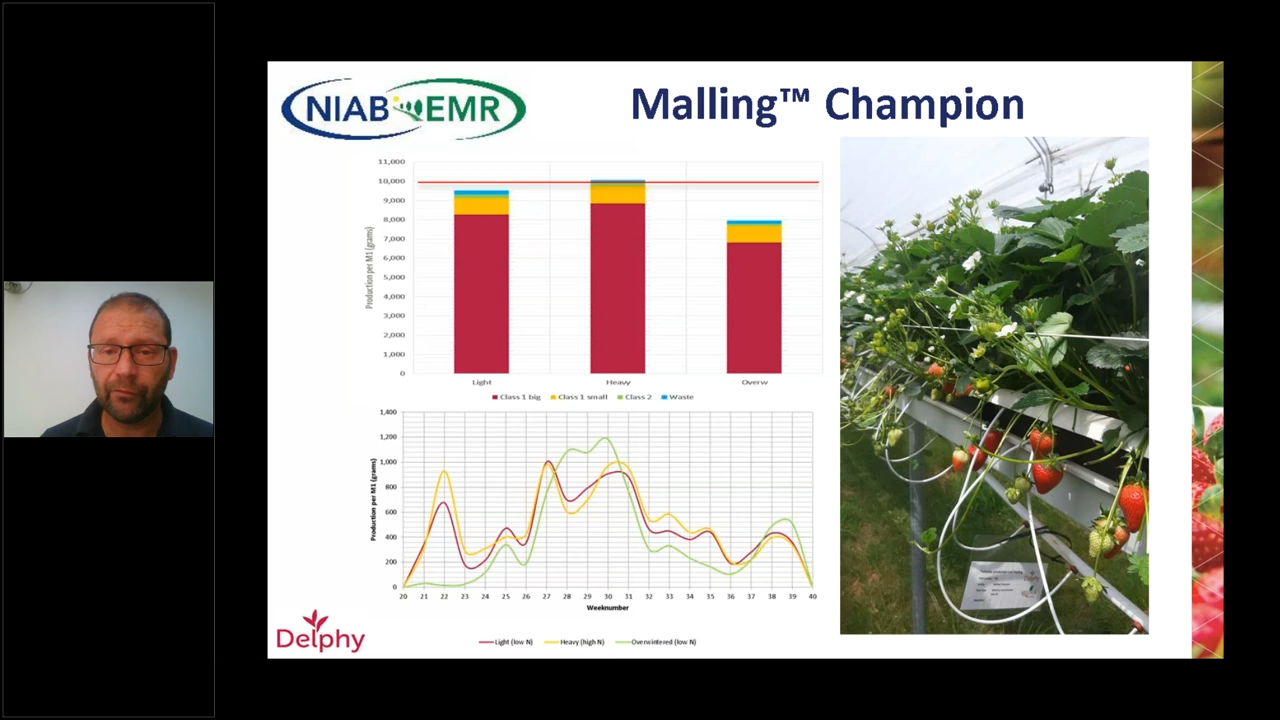 NIAB EMR
Malling™ Champion
Production per M1 (grams)
11,000
10,000
9,000
8,000
7,000
6,000
5,000
4,000
3,000
2,000
1,000
0
Light Heavy Overw
Class 1 big Class 1 small Class 2 Waste
Production per M1 (grams)
1,400
1,200
1,000
800
600
400
200
0
20 21 22 23 24 25 26 27 28 29 30 31 32 33 34 35 36 37 38 39 40
Weeknumber
Light (low N) Heavy (high N) Overwintered (low N)
Delphy